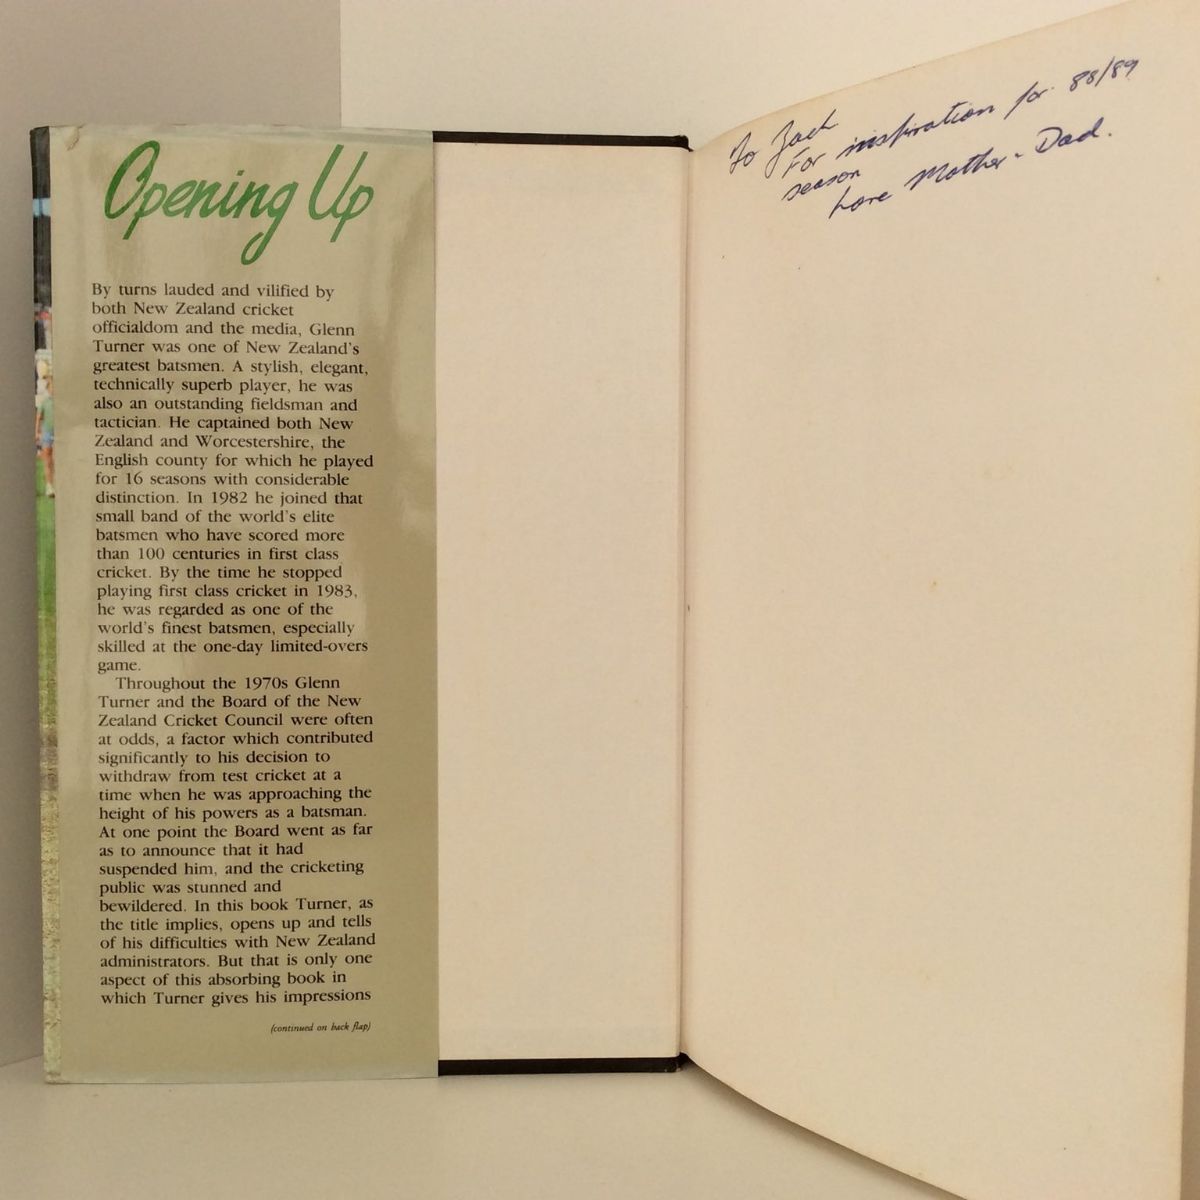 Opening Up
By turns lauded and vilified by
both New Zealand cricket
officialdom and the media, Glenn
Turner was one of New Zealand's
greatest batsmen. A stylish, elegant,
technically superb player, he was
also an outstanding fieldsman and
tactician. He captained both New
Zealand and Worcestershire, the
English county for which he played
for 16 seasons with considerable
distinction. In 1982 he joined that
small band of the world's elite
batsmen who have scored more
than 100 centuries in first class
cricket. By the time he stopped
playing first class cricket in 1983,
he was regarded as one of the
world's finest batsmen, especially
skilled at the one-day limited-overs
game.
Throughout the 1970s Glenn
Turner and the Board of the New
Zealand Cricket Council were often
at odds, a factor which contributed
significantly to his decision to
withdraw from test cricket at a
time when he was approaching the
height of his powers as a batsman.
At one point the Board went as far
as to announce that it had
suspended him, and the cricketing
public was stunned and
bewildered. In this book Turner, as
the title implies, opens up and tells
of his difficulties with New Zealand
administrators. But that is only one
aspect of this absorbing book in
which Turner gives his impressions
(continued on back flap)
To Zach
For inspiration for 88/89
season
Love Mother - Dad.